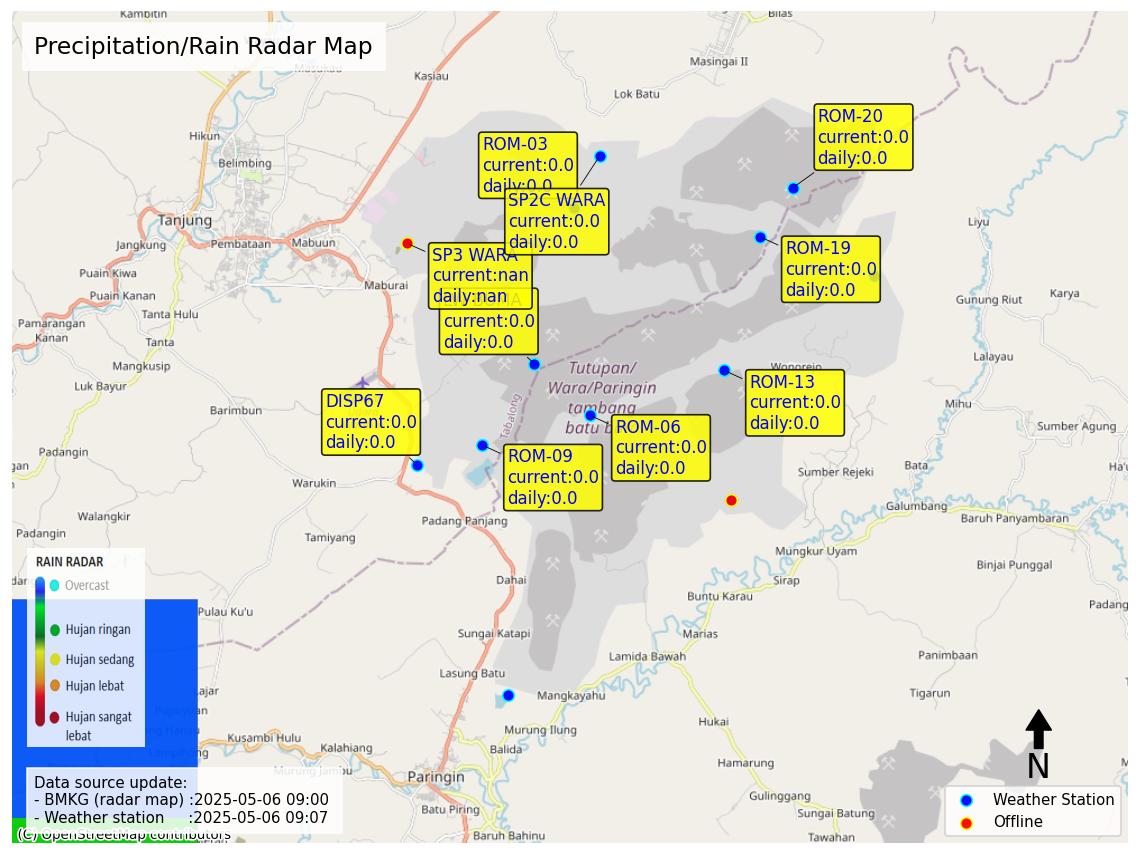 Precipitation/Rain Radar Map
Kambitin
Bilas
Masukau
Masingai II
Kasiau
Lok Batu
Hikun
Belimbing
Tanjung
Jangkung
Pembataan
Mabuun
Maburai
Puain Kiwa
Puain Kanan
Tanta Hulu
Pamarangan
Kanan
Tanta
Mangkusip
Luk Bayur
Barimbun
Padangin
Warukin
Walangkir
Padangin
Tamiyang
Padang Panjang
Dahai
Pulau Ku'u
Sungai Katapi
Lasung Batu
Mangkayahu
Murung Ilung
Balida
Kusambi Hulu
Kalahiang
Murung Jambu
Paringin
Batu Piring
Baruh Bahinu
Liyu
Gunung Riut
Karya
Lalayau
Mihu
Sumber Agung
Wonorejo
Bata
Sumber Rejeki
Galumbang
Baruh Panyambaran
Mungkur Uyam
Sirap
Binjai Punggal
Buntu Karau
Marias
Lamida Bawah
Panimbaan
Tigarun
Hukai
Hamarung
Gulinggang
Sungai Batung
Tawahan
Padang
Tabalong
Tutupan/
Wara/Paringin
tambang
batu
ROM-03
current:0.0
daily:0.0
SP2C WARA
current:0.0
daily:0.0
SP3 WARA
current:nan
daily:nan
current:0.0
daily:0.0
ROM-20
current:0.0
daily:0.0
ROM-19
current:0.0
daily:0.0
ROM-13
current:0.0
daily:0.0
ROM-06
current:0.0
daily:0.0
ROM-09
current:0.0
daily:0.0
DISP67
current:0.0
daily:0.0
RAIN RADAR
Overcast
Hujan ringan
Hujan sedang
Hujan lebat
Hujan sangat
lebat
Data source update:
- BMKG (radar map) :2025-05-06 09:00
- Weather station :2025-05-06 09:07
(C) OpenStreetMap contributors
N
Weather Station
Offline